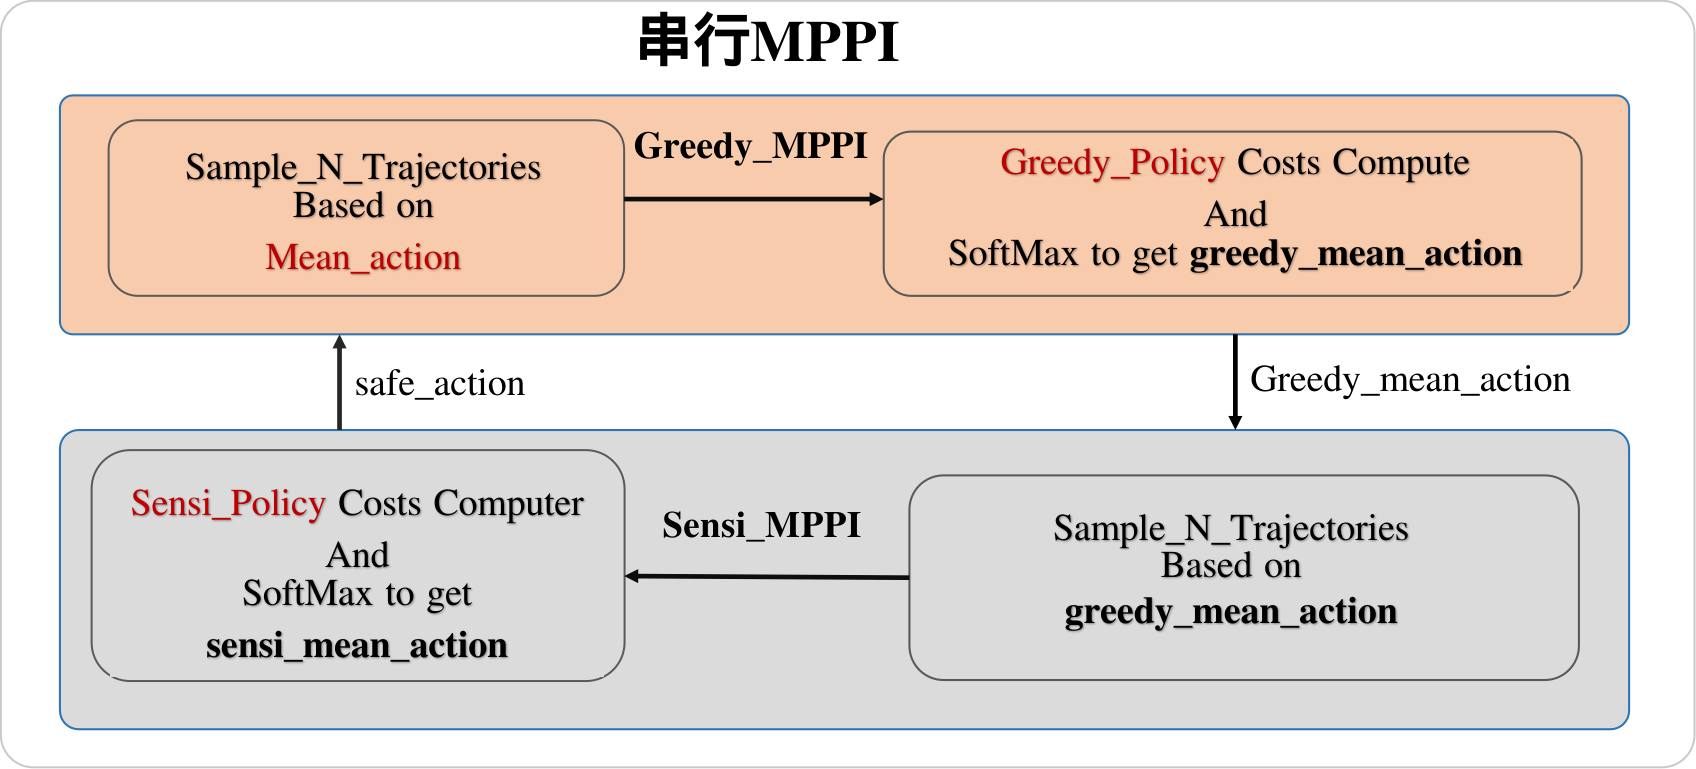 串行MPPI
Sample_N_Trajectories
Based on
Mean_action
Greedy_MPPI
Greedy_Policy Costs Compute
And
SoftMax to get greedy_mean_action
safe_action
Greedy_mean_action
Sensi_Policy Costs Computer
And
SoftMax to get
sensi_mean_action
Sensi_MPPI
Sample_N_Trajectories
Based on
greedy_mean_action